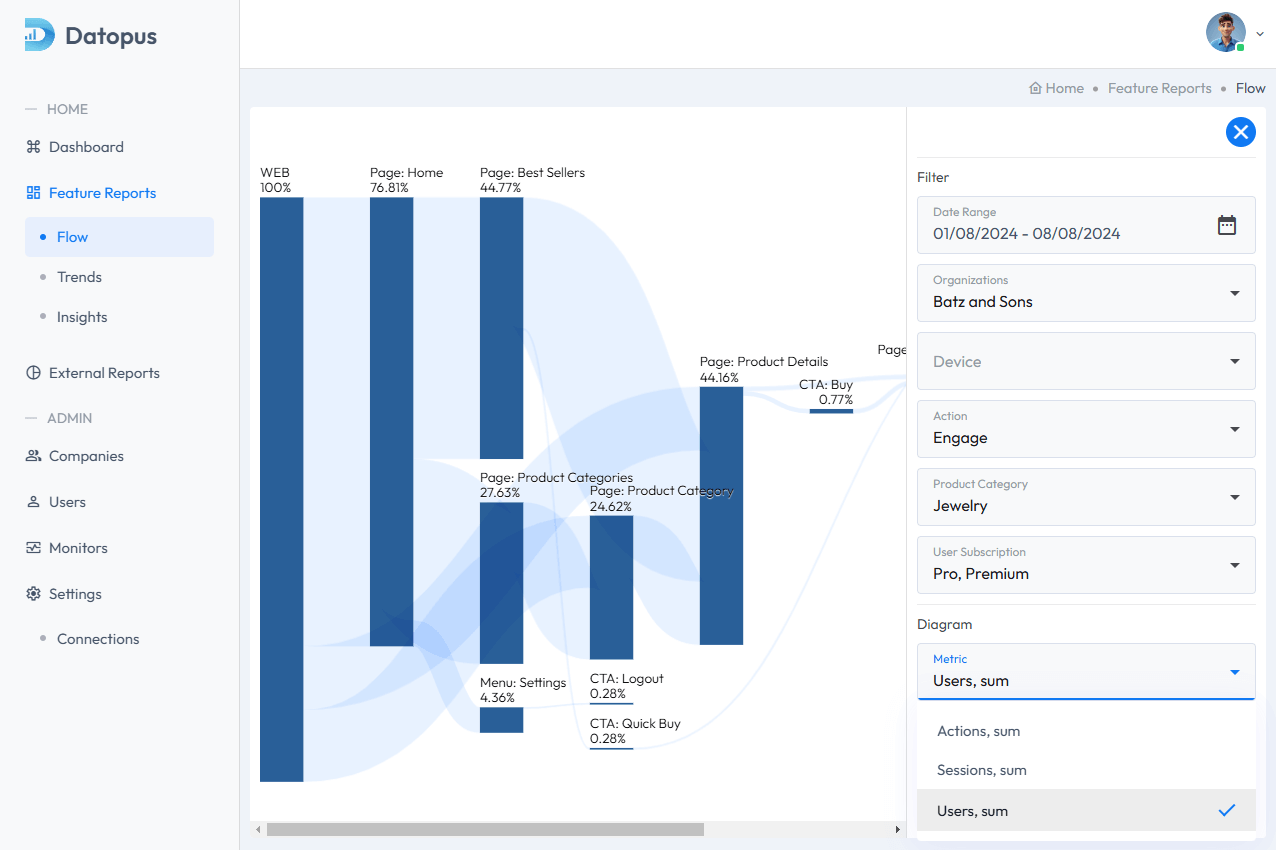 Datopus
HOME
Dashboard
Feature Reports
Flow
Trends
Insights
External Reports
ADMIN
Companies
Users
Monitors
Settings
Connections
Home • Feature Reports • Flow
WEB
100%
Page: Home
76.81%
Page: Best Sellers
44.77%
Page: Product Details
44.16%
CTA: Buy
0.77%
Page
Page: Product Categories
27.63%
Page: Product Category
24.62%
Menu: Settings
4.36%
CTA: Logout
0.28%
CTA: Quick Buy
0.28%
Filter
Date Range
01/08/2024 - 08/08/2024
Organizations
Batz and Sons
Device
Action
Engage
Product Category
Jewelry
User Subscription
Pro, Premium
Diagram
Metric
Users, sum
Actions, sum
Sessions, sum
Users, sum